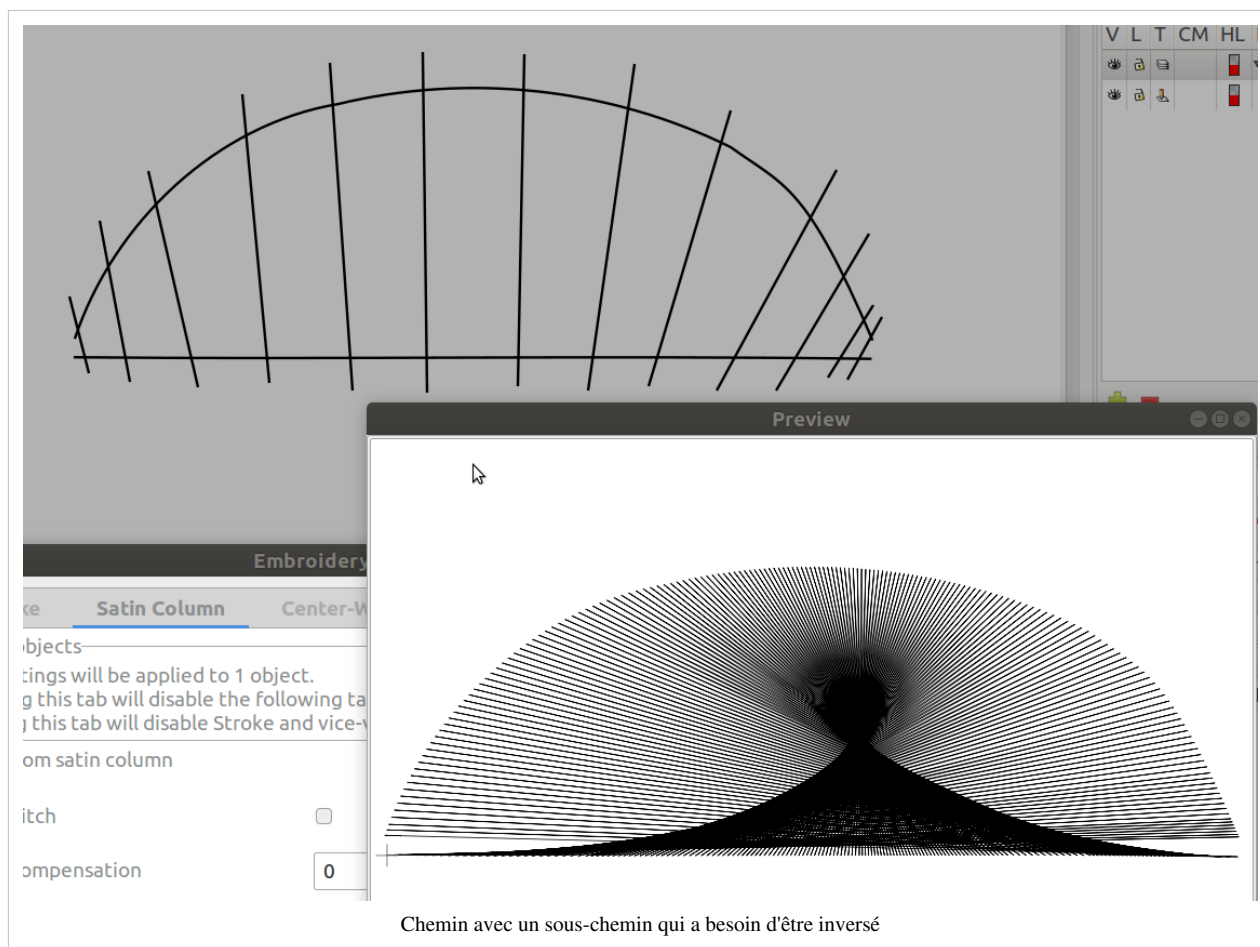 V L T CM HL
Preview
Embroidery
ke Satin Column Center-W
objects
tings will be applied to 1 object.
g this tab will disable the following ta
g this tab will disable Stroke and vice-v
om satin column
itch
ompensation 0
Chemin avec un sous-chemin qui a besoin d'être inversé